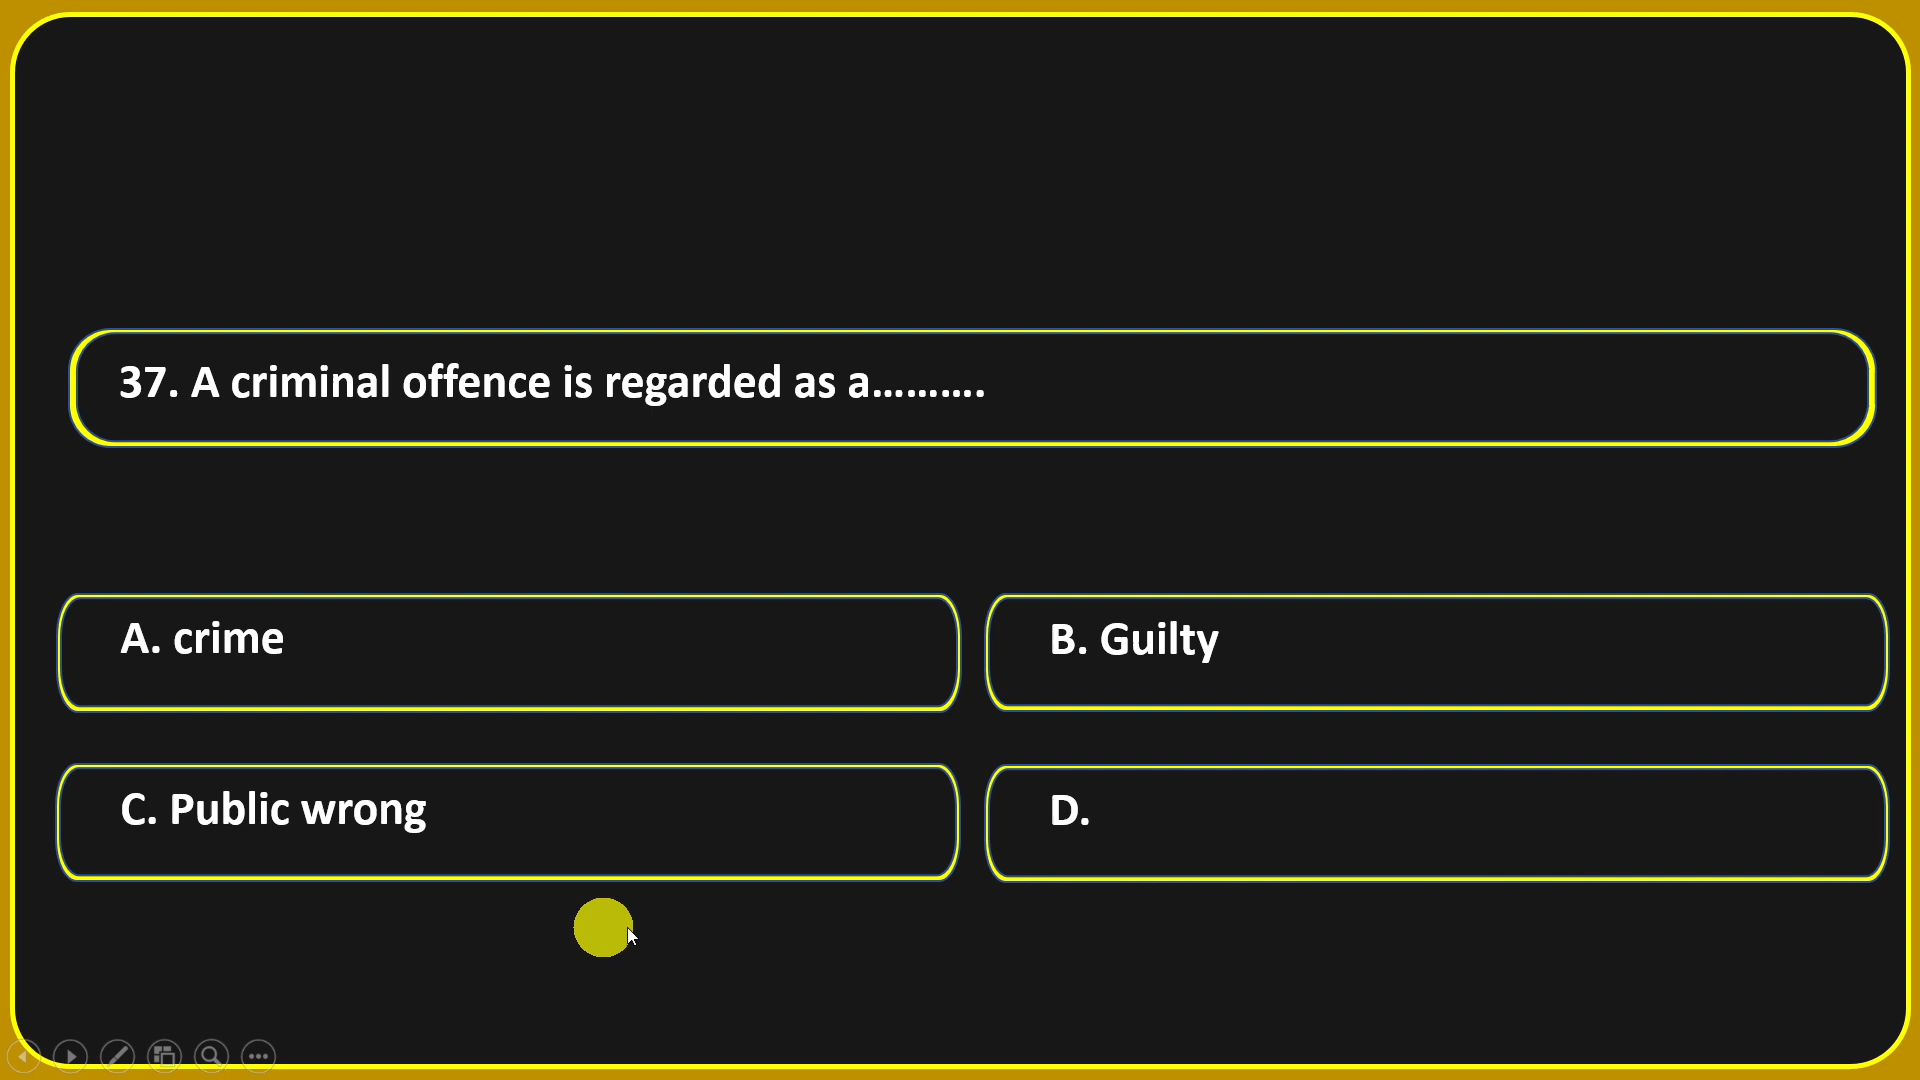 37. A criminal offence is regarded as a..........
A. crime
B. Guilty
C. Public wrong
D.